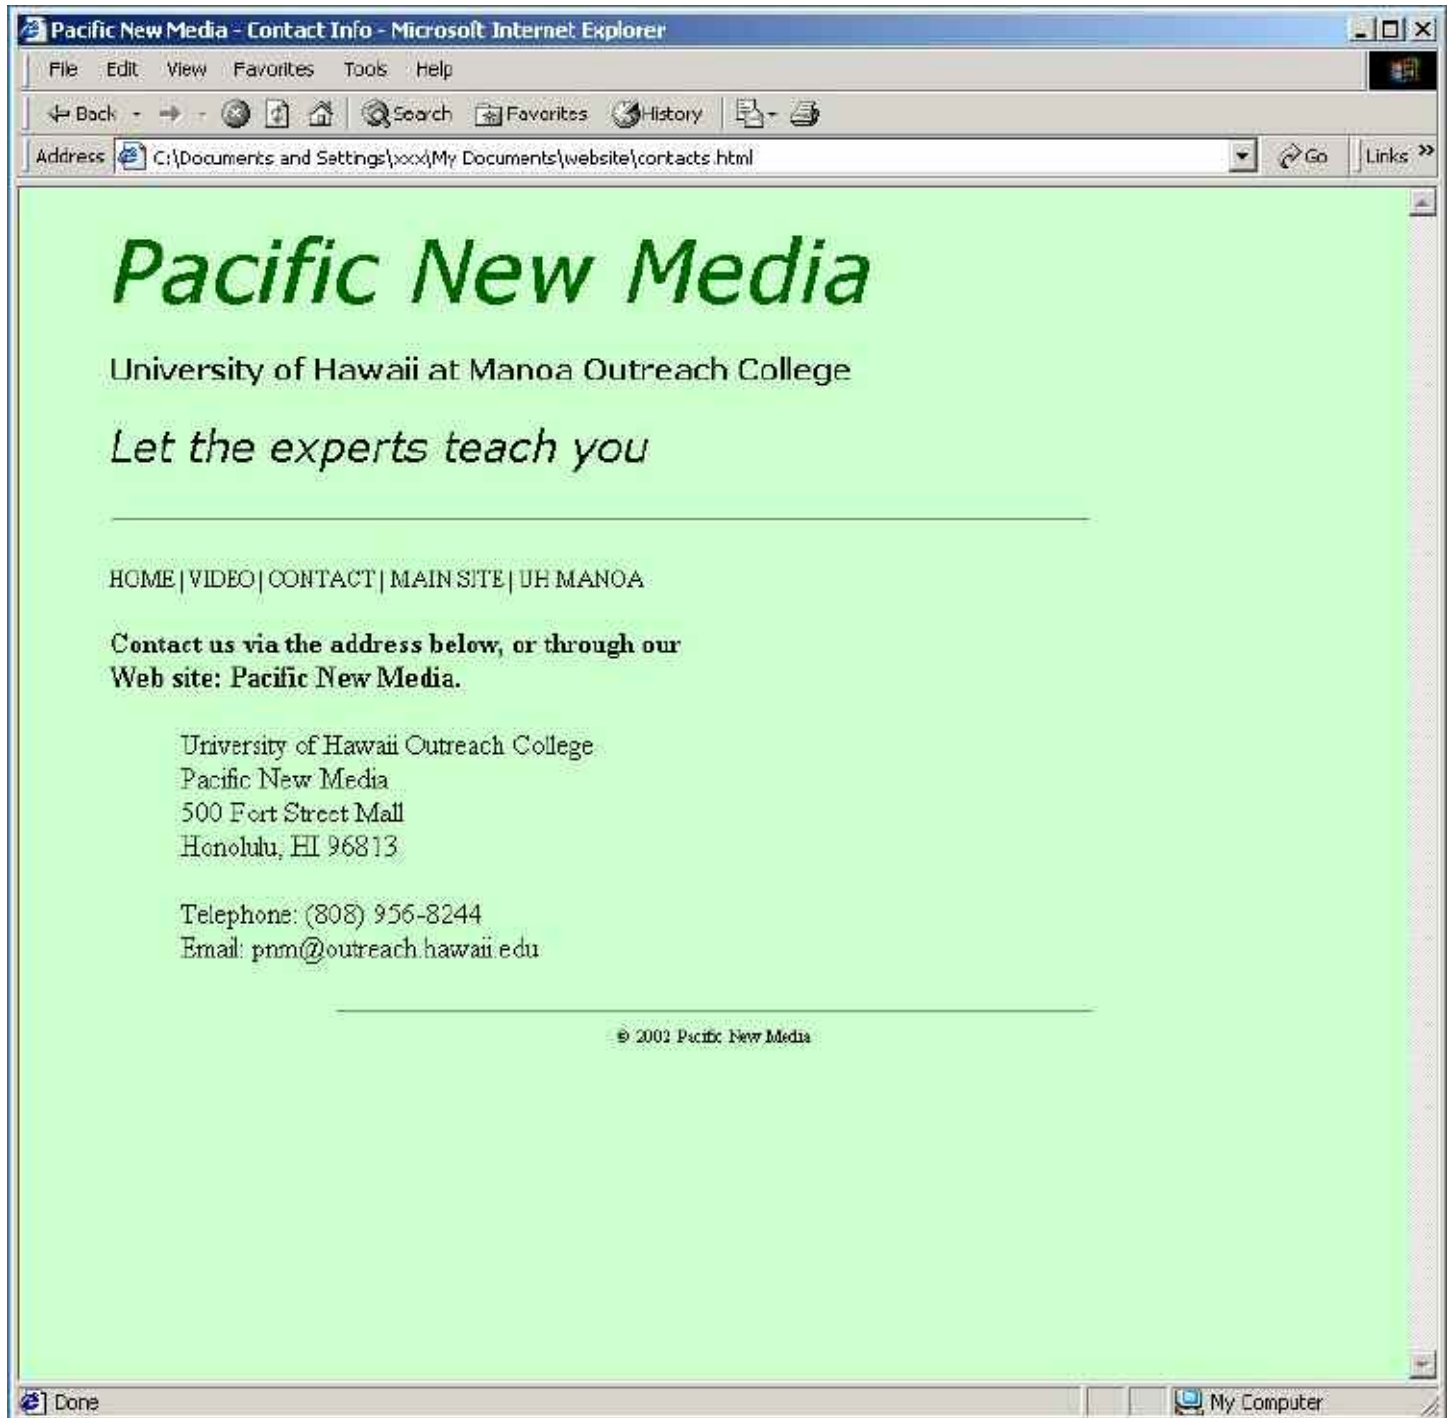 Pacific New Media - Contact Info - Microsoft Internet Explorer
File Edit View Favorites Tools Help
Back Search Favorites History
Address C:\Documents and Settings\xxx\My Documents\website\contacts.html Go Links »
Pacific New Media
University of Hawaii at Manoa Outreach College
Let the experts teach you
HOME | VIDEO | CONTACT | MAIN SITE | UH MANOA
Contact us via the address below, or through our
Web site: Pacific New Media.
University of Hawaii Outreach College
Pacific New Media
500 Fort Street Mall
Honolulu, HI 96813
Telephone: (808) 956-8244
Email: pnm@outreach.hawaii.edu
© 2002 Pacific New Media
Done My Computer